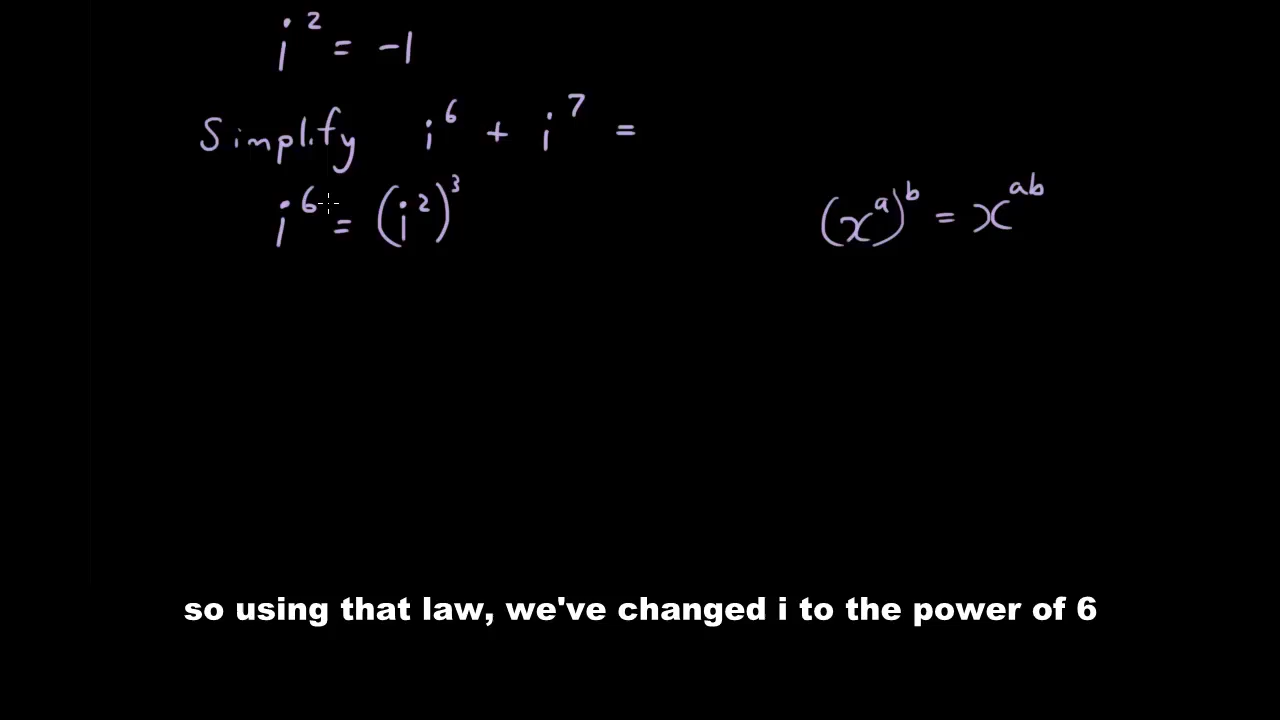 i² = -1
Simplify i⁶ + i⁷ =
i⁶ = (i²)³
(xᵃ)ᵇ = xᵃᵇ
so using that law, we've changed i to the power of 6